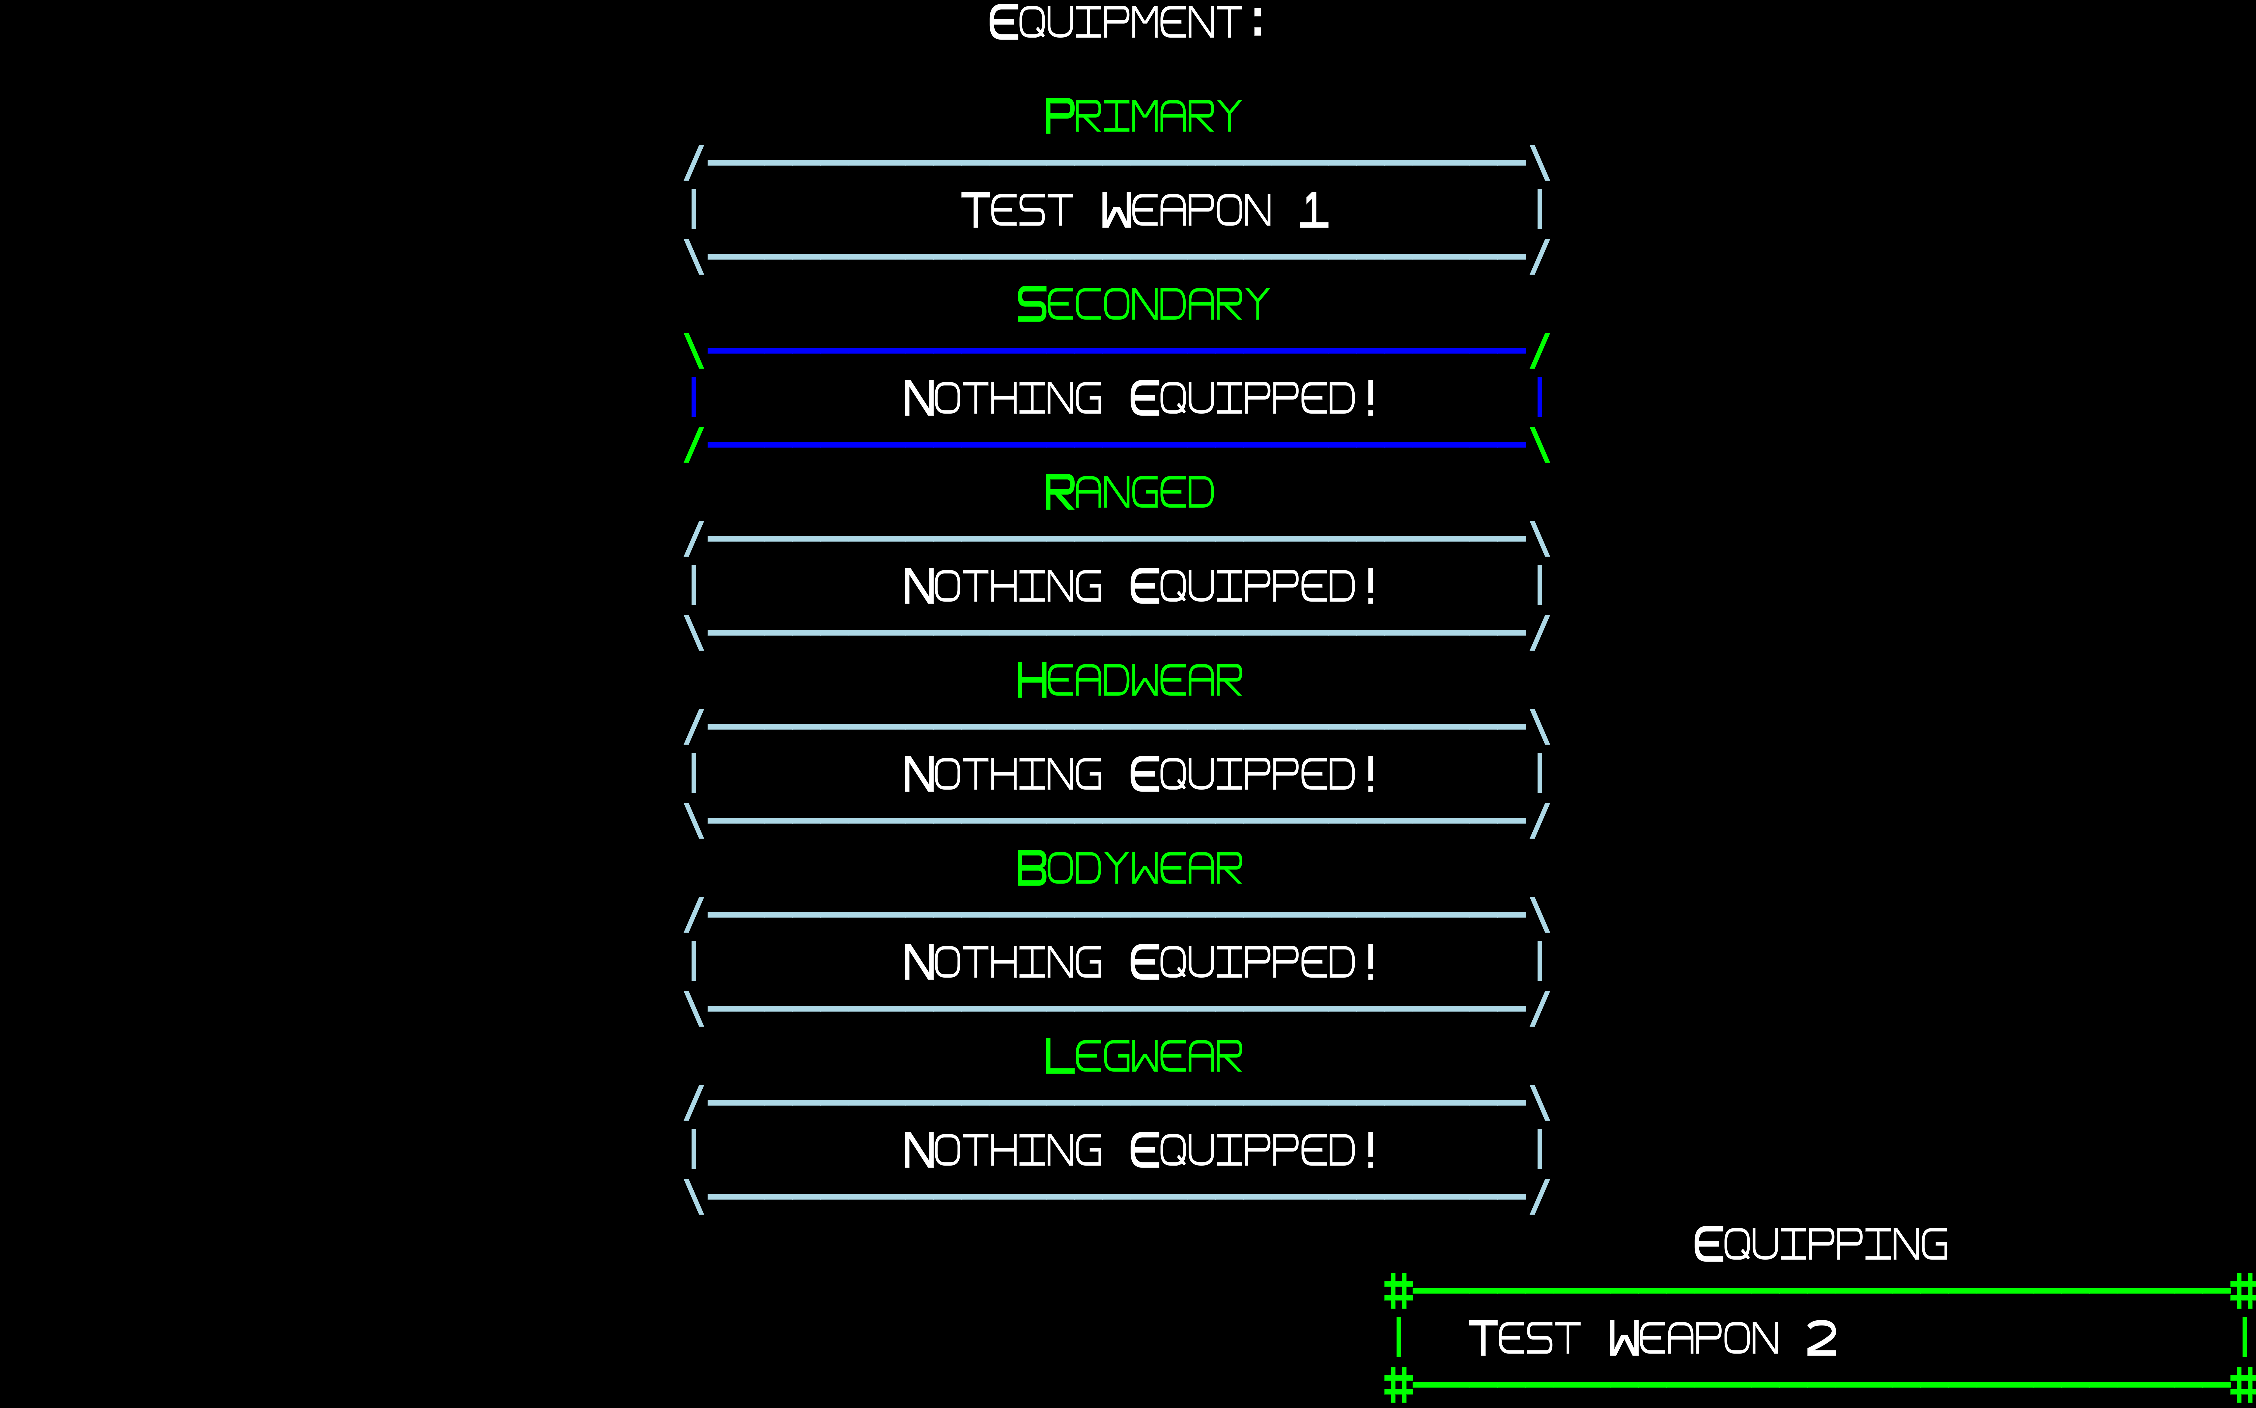 Equipment:
Primary
Test Weapon 1
Secondary
Nothing Equipped!
Ranged
Nothing Equipped!
Headwear
Nothing Equipped!
Bodywear
Nothing Equipped!
Legwear
Nothing Equipped!
Equipping
Test Weapon 2